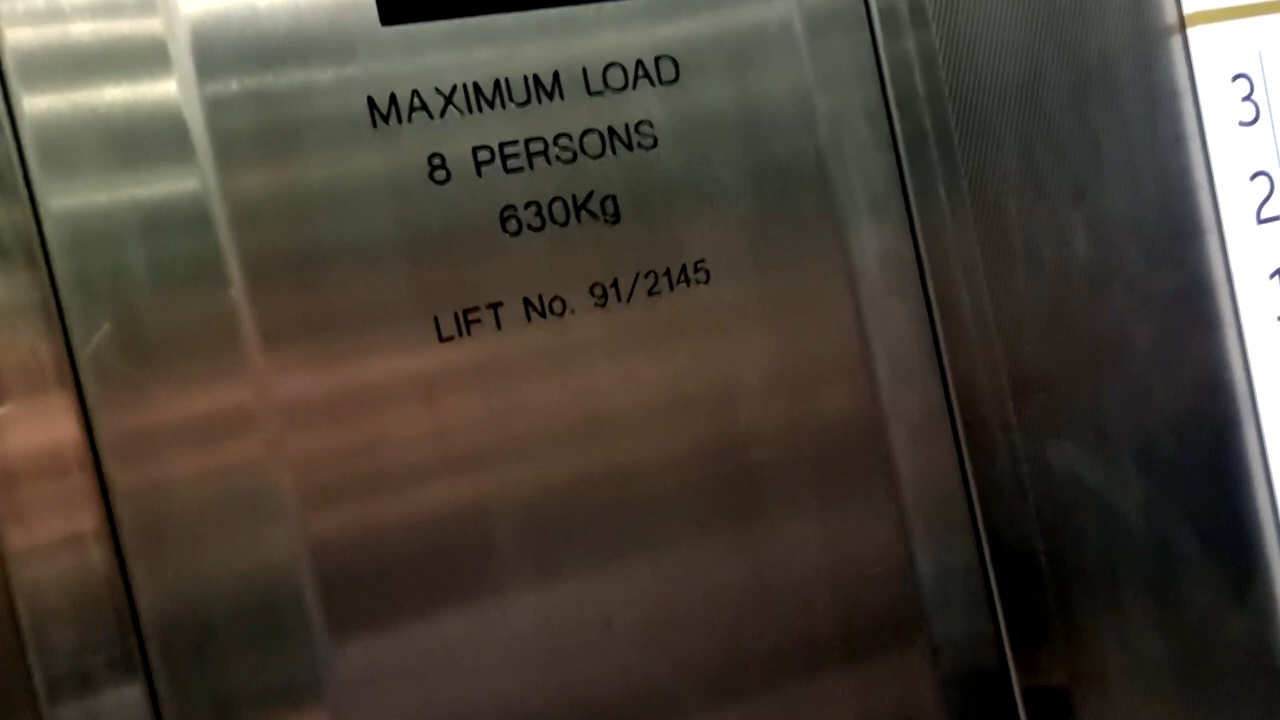 MAXIMUM LOAD
8 PERSONS
630Kg
LIFT No. 91/2145
3
2